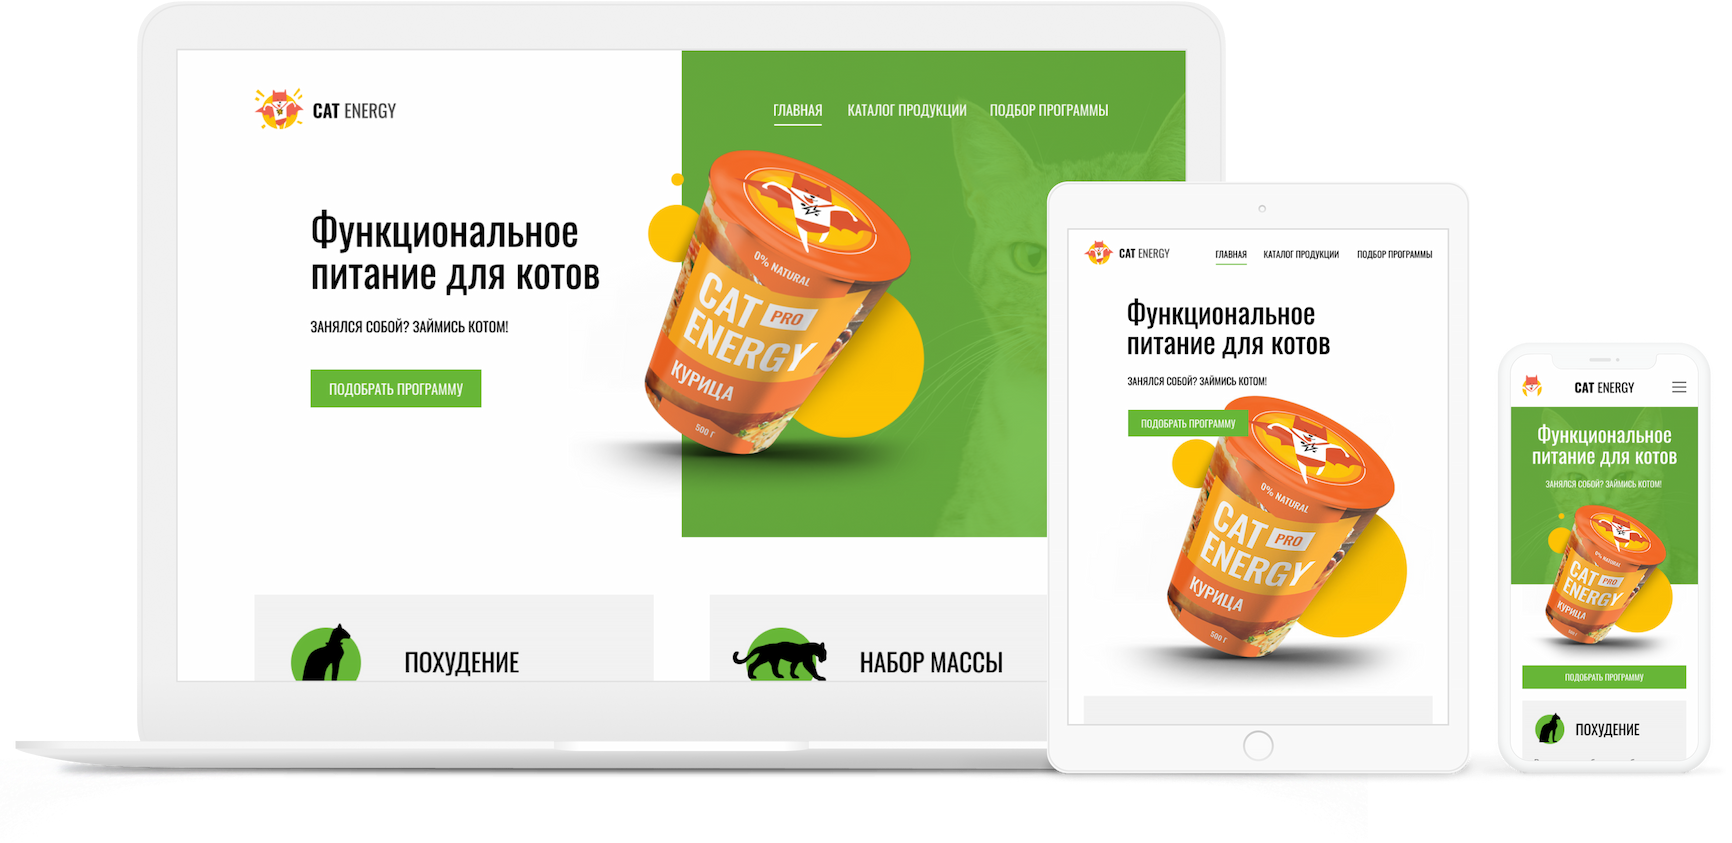 CAT ENERGY
ГЛАВНАЯ КАТАЛОГ ПРОДУКЦИИ ПОДБОР ПРОГРАММЫ
Функциональное
питание для котов
ЗАНЯЛСЯ СОБОЙ? ЗАЙМИСЬ КОТОМ!
ПОДОБРАТЬ ПРОГРАММУ
0% NATURAL
CAT PRO
ENERGY
КУРИЦА
500 Г
ПОХУДЕНИЕ
НАБОР МАССЫ
CAT ENERGY
ГЛАВНАЯ КАТАЛОГ ПРОДУКЦИИ ПОДБОР ПРОГРАММЫ
Функциональное
питание для котов
ЗАНЯЛСЯ СОБОЙ? ЗАЙМИСЬ КОТОМ!
ПОДОБРАТЬ ПРОГРАММУ
0% NATURAL
CAT PRO
ENERGY
КУРИЦА
500 Г
CAT ENERGY
Функциональное
питание для котов
ЗАНЯЛСЯ СОБОЙ? ЗАЙМИСЬ КОТОМ!
0% NATURAL
CAT PRO
ENERGY
КУРИЦА
500 Г
ПОДОБРАТЬ ПРОГРАММУ
ПОХУДЕНИЕ